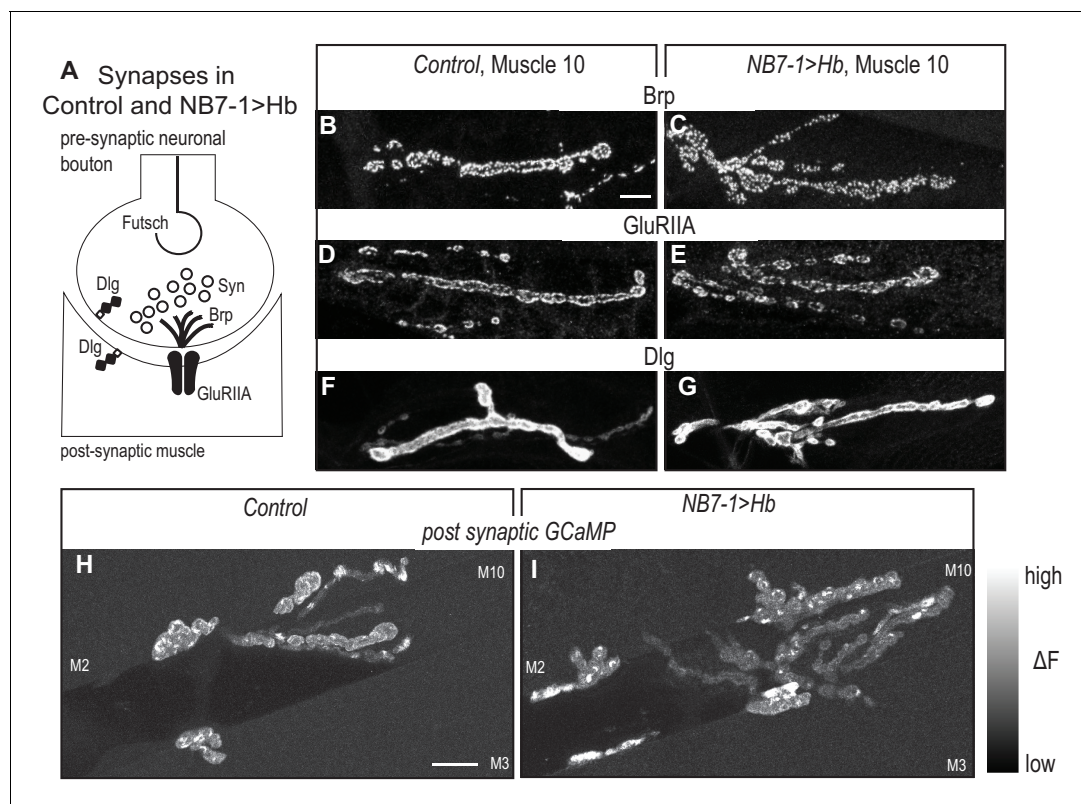 A Synapses in
Control and NB7-1>Hb
pre-synaptic neuronal
bouton
Futsch
Dlg
Syn
Brp
Dlg
GluRIIA
post-synaptic muscle
Control, Muscle 10
NB7-1>Hb, Muscle 10
Brp
B
C
GluRIIA
D
E
Dlg
F
G
Control
NB7-1>Hb
post synaptic GCaMP
H
M10
M2
M3
I
M10
M2
M3
high
ΔF
low